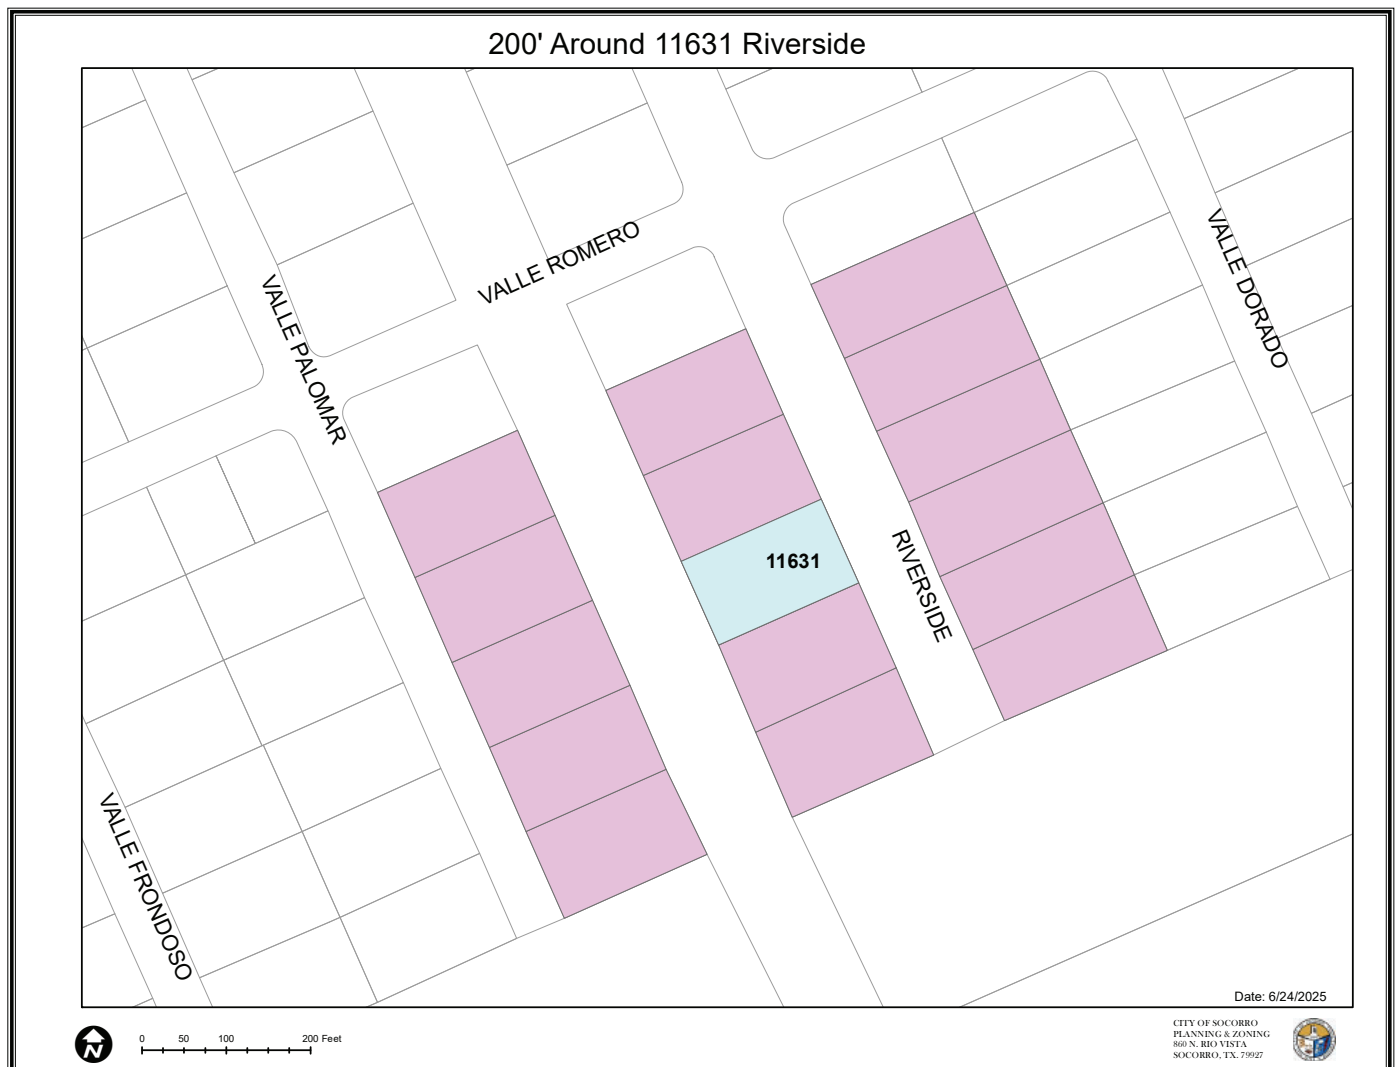 200' Around 11631 Riverside
VALLE ROMERO
VALLE DORADO
VALLE PALOMAR
11631
RIVERSIDE
VALLE FRONDOSO
Date: 6/24/2025
N
0 50 100 200 Feet
CITY OF SOCORRO
PLANNING & ZONING
860 N. RIO VISTA
SOCORRO, TX. 79927